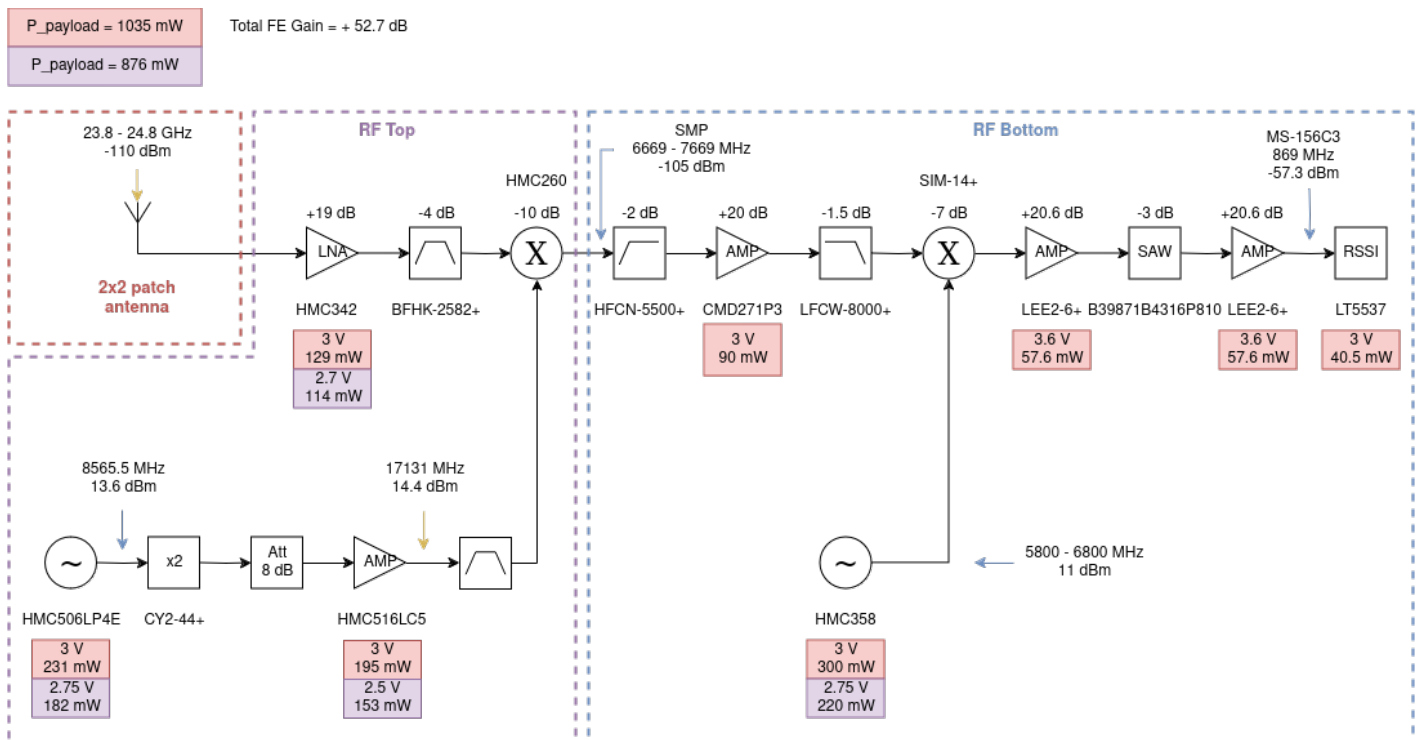 P_payload = 1035 mW
Total FE Gain = + 52.7 dB
P_payload = 876 mW
23.8 - 24.8 GHz
-110 dBm
2x2 patch
antenna
RF Top
HMC260
+19 dB
-4 dB
-10 dB
LNA
X
HMC342
BFHK-2582+
3 V
129 mW
2.7 V
114 mW
8565.5 MHz
13.6 dBm
17131 MHz
14.4 dBm
~
x2
Att
8 dB
AMP
HMC506LP4E
CY2-44+
HMC516LC5
3 V
231 mW
2.75 V
182 mW
3 V
195 mW
2.5 V
153 mW
RF Bottom
SMP
6669 - 7669 MHz
-105 dBm
MS-156C3
869 MHz
-57.3 dBm
SIM-14+
-2 dB
+20 dB
-1.5 dB
-7 dB
+20.6 dB
-3 dB
+20.6 dB
AMP
X
AMP
SAW
AMP
RSSI
HFCN-5500+
CMD271P3
LFCW-8000+
LEE2-6+
B39871B4316P810
LEE2-6+
LT5537
3 V
90 mW
3.6 V
57.6 mW
3.6 V
57.6 mW
3 V
40.5 mW
5800 - 6800 MHz
11 dBm
~
HMC358
3 V
300 mW
2.75 V
220 mW